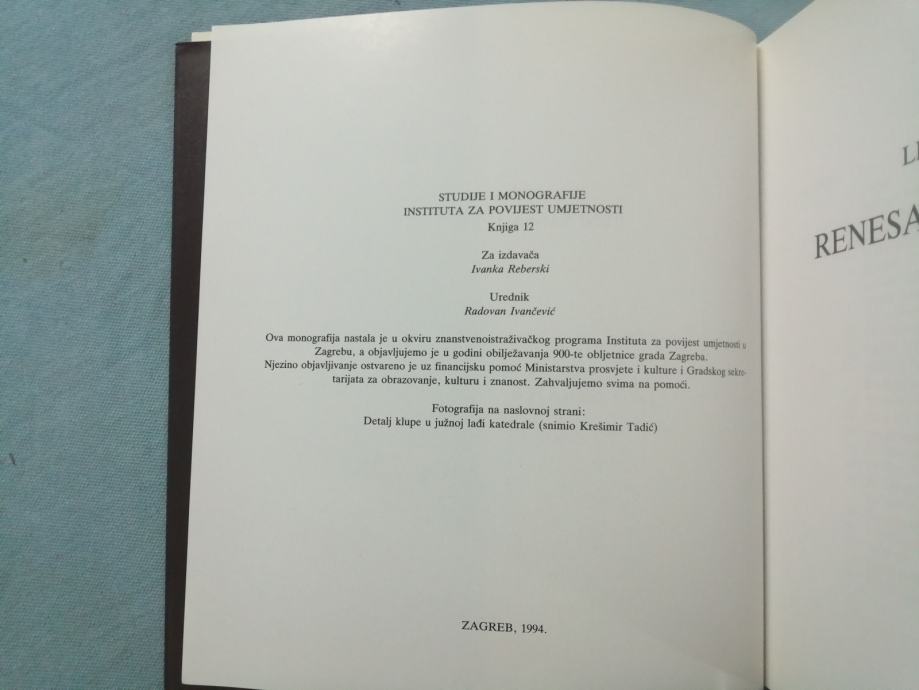 STUDIJE I MONOGRAFIJE
INSTITUTA ZA POVIJEST UMJETNOSTI
Knjiga 12
Za izdavača
Ivanka Reberski
Urednik
Radovan Ivančević
Ova monografija nastala je u okviru znanstvenoistraživačkog programa Instituta za povijest umjetnosti u
Zagrebu, a objavljujemo je u godini obilježavanja 900-te obljetnice grada Zagreba.
Njezino objavljivanje ostvareno je uz financijsku pomoć Ministarstva prosvjete i kulture i Gradskog sekre-
tarijata za obrazovanje, kulturu i znanost. Zahvaljujemo svima na pomoći.
Fotografija na naslovnoj strani:
Detalj klupe u južnoj lađi katedrale (snimio Krešimir Tadić)
ZAGREB, 1994.
RENESA